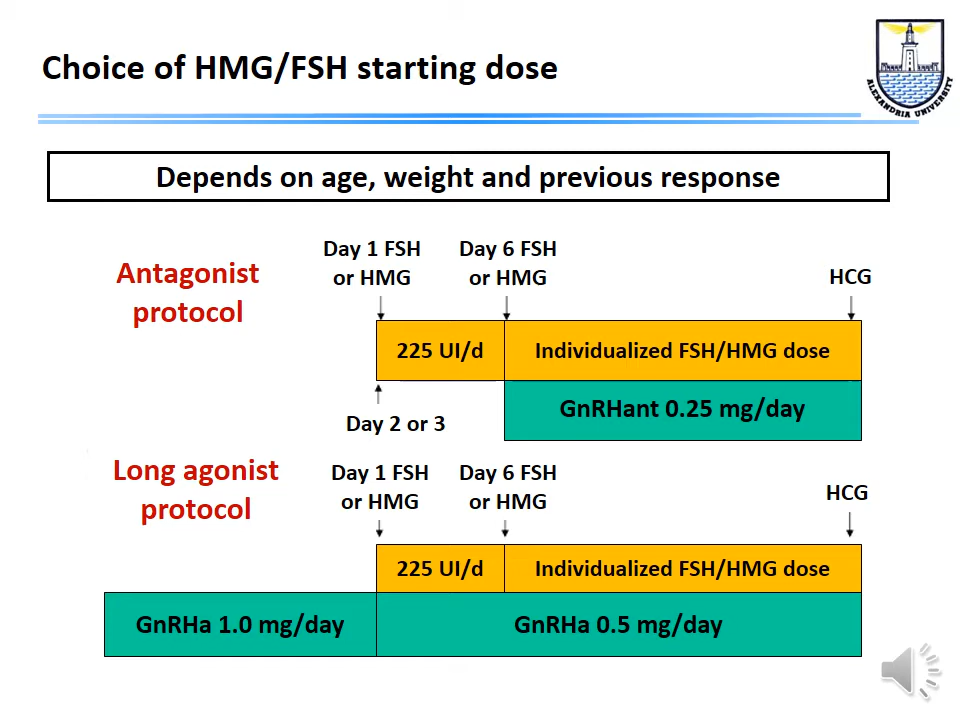 Choice of HMG/FSH starting dose
ALEXANDRIA UNIVERSITY
Depends on age, weight and previous response
Antagonist
protocol
Day 1 FSH
or HMG
Day 6 FSH
or HMG
HCG
225 UI/d
Individualized FSH/HMG dose
GnRHant 0.25 mg/day
Day 2 or 3
Long agonist
protocol
Day 1 FSH
or HMG
Day 6 FSH
or HMG
HCG
225 UI/d
Individualized FSH/HMG dose
GnRHa 1.0 mg/day
GnRHa 0.5 mg/day